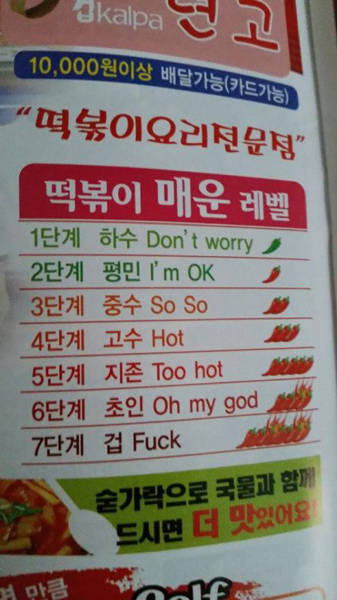 kalpa
10,000원이상 배달가능(카드가능)
"떡볶이요리전문점"
떡볶이 매운 레벨
1단계 하수 Don't worry
2단계 평민 I'm OK
3단계 중수 So So
4단계 고수 Hot
5단계 지존 Too hot
6단계 초인 Oh my god
7단계 겁 Fuck
숟가락으로 국물과 함께
드시면 더 맛있어요!
만큼